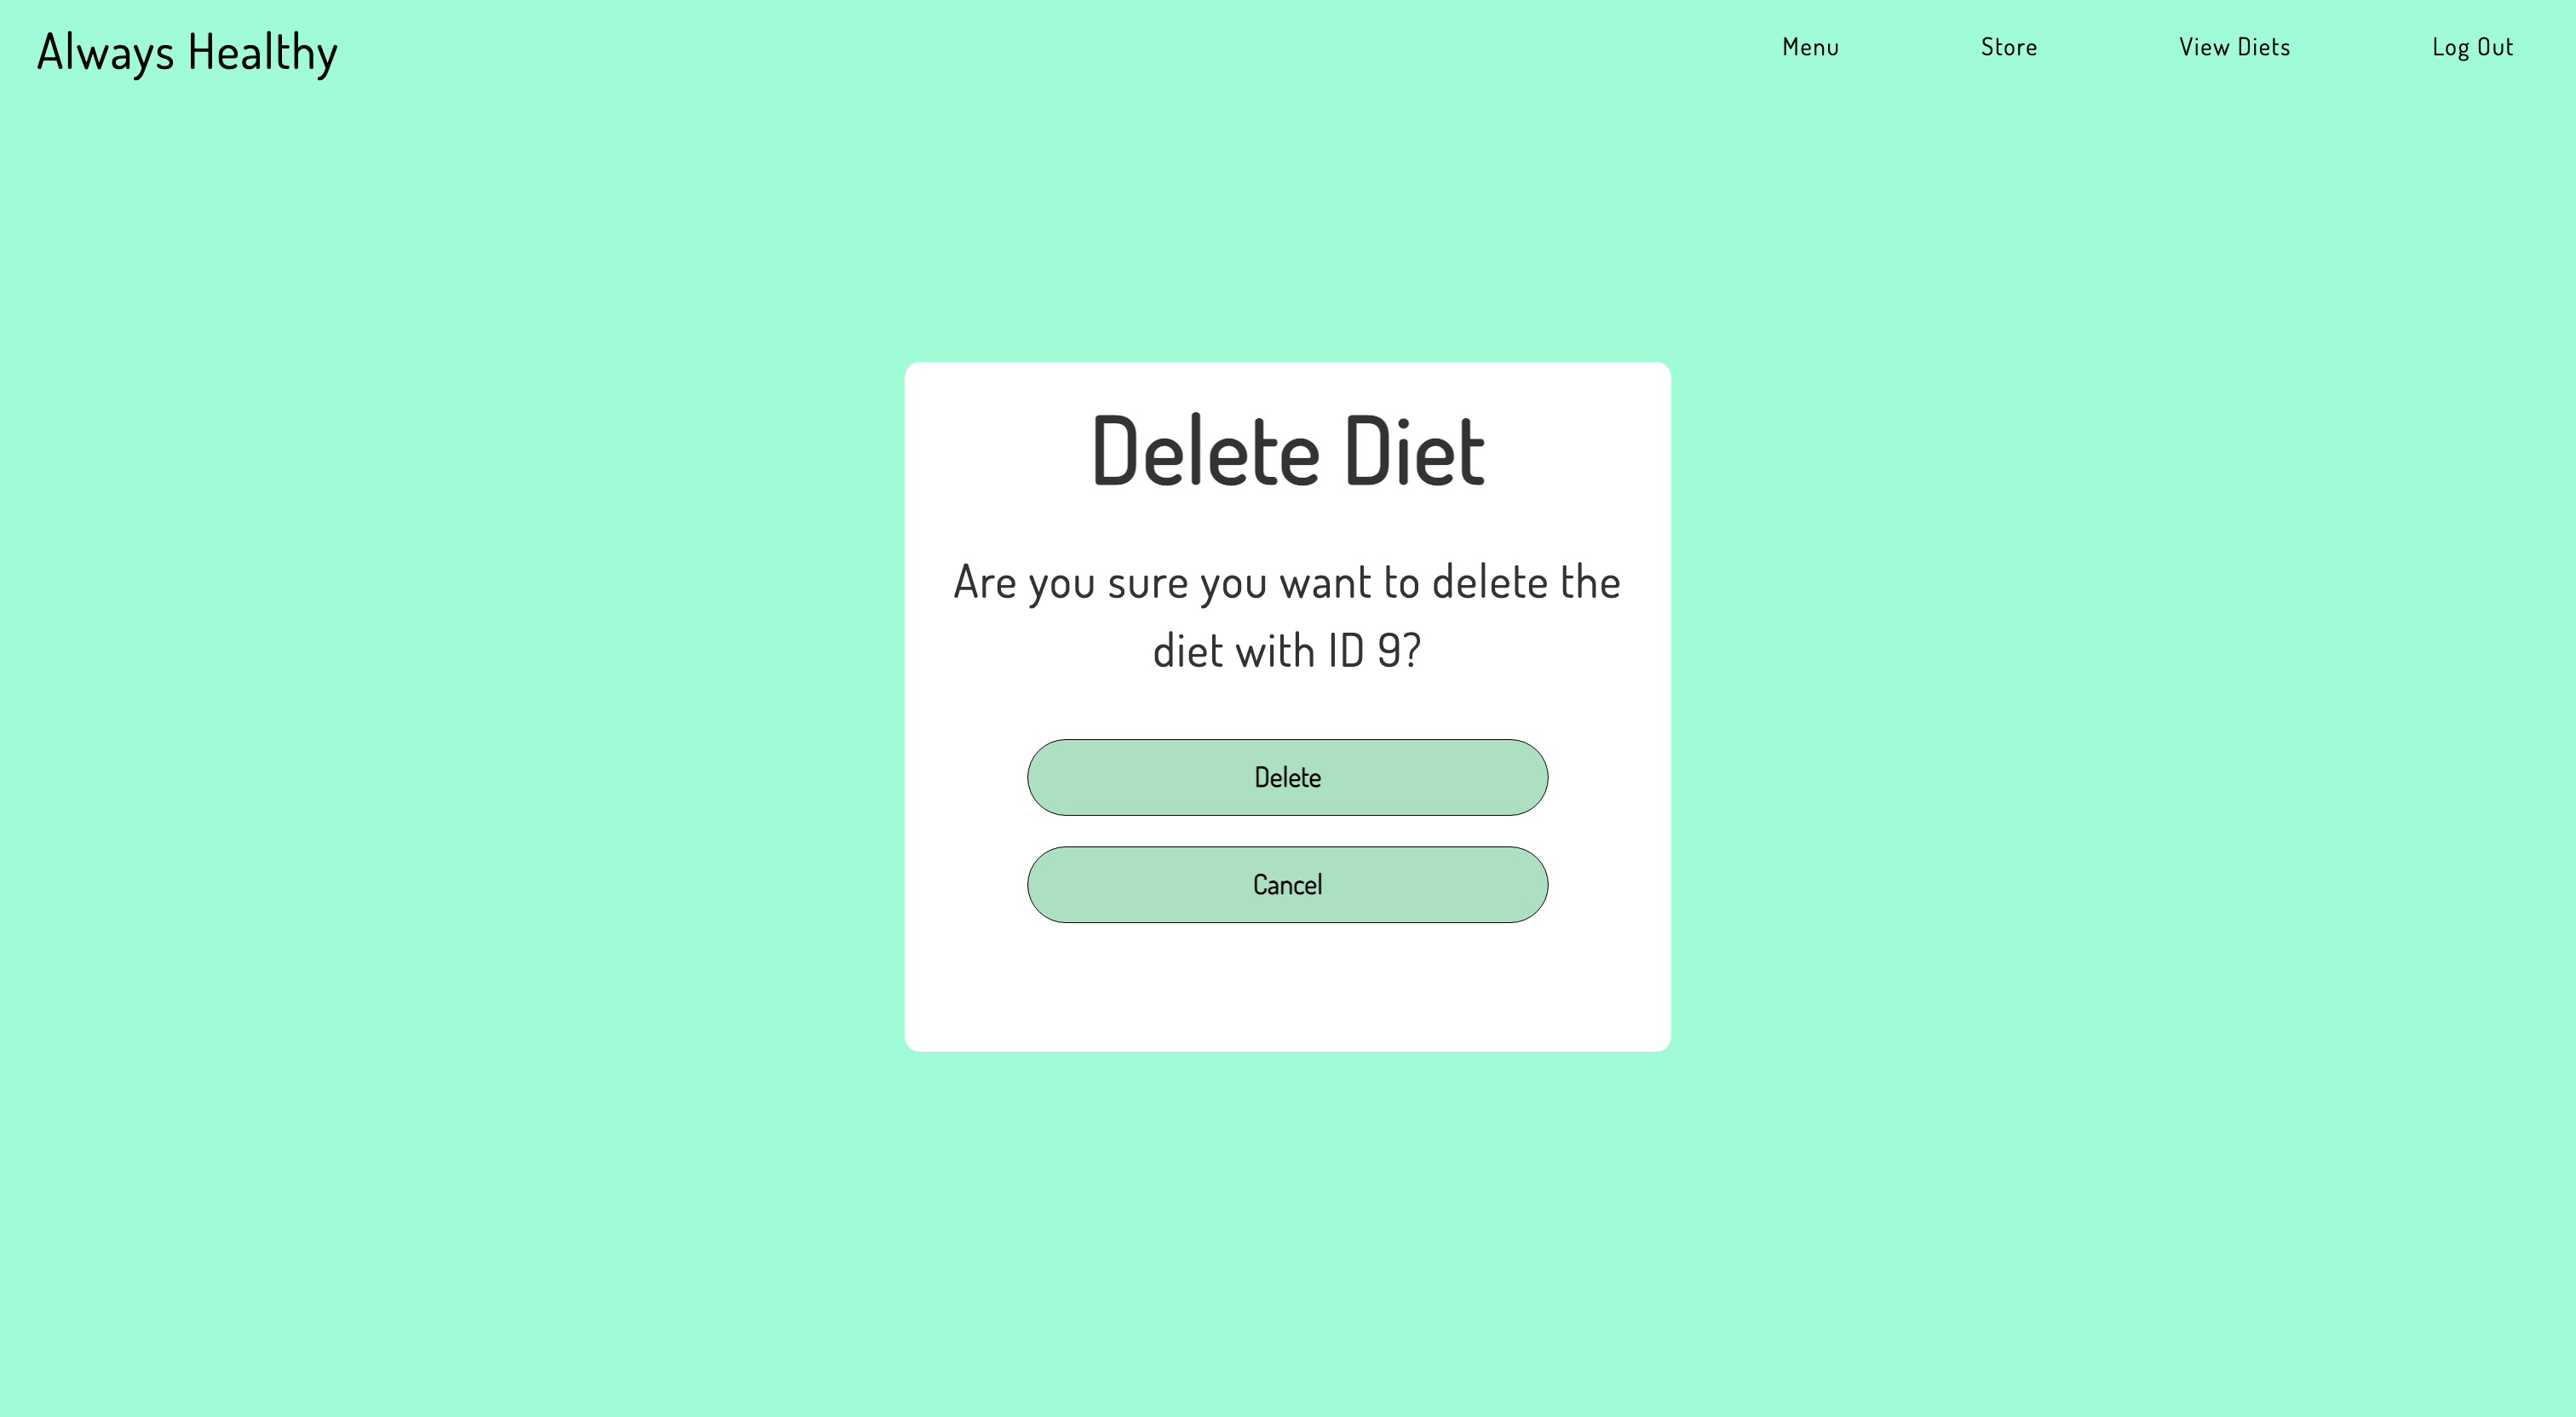 Always Healthy
Menu
Store
View Diets
Log Out
Delete Diet
Are you sure you want to delete the
diet with ID 9?
Delete
Cancel